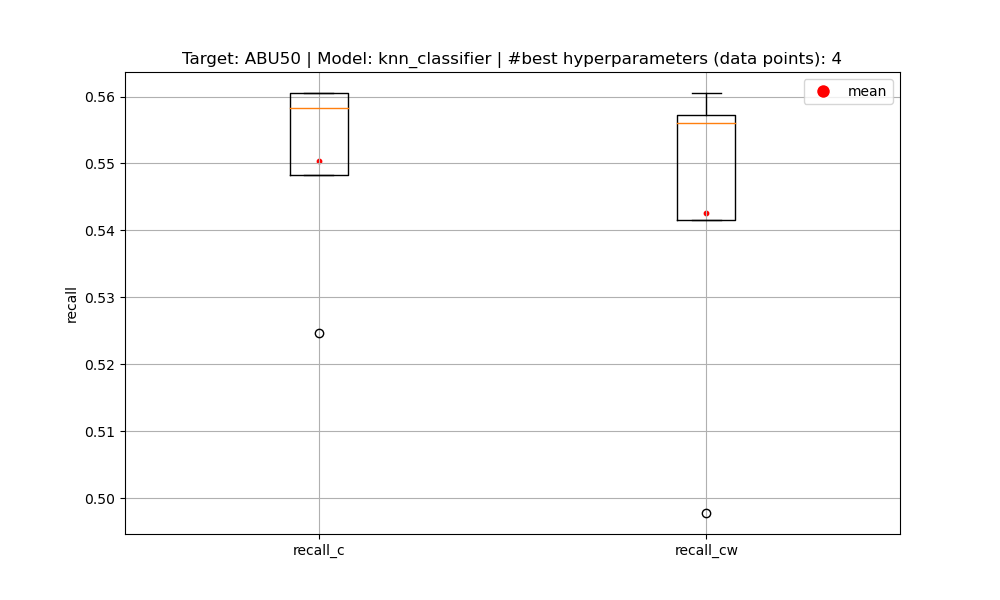 Target: ABU50 | Model: knn_classifier | #best hyperparameters (data points): 4
mean
0.56
0.55
0.54
0.53
0.52
0.51
0.50
recall
recall_c
recall_cw